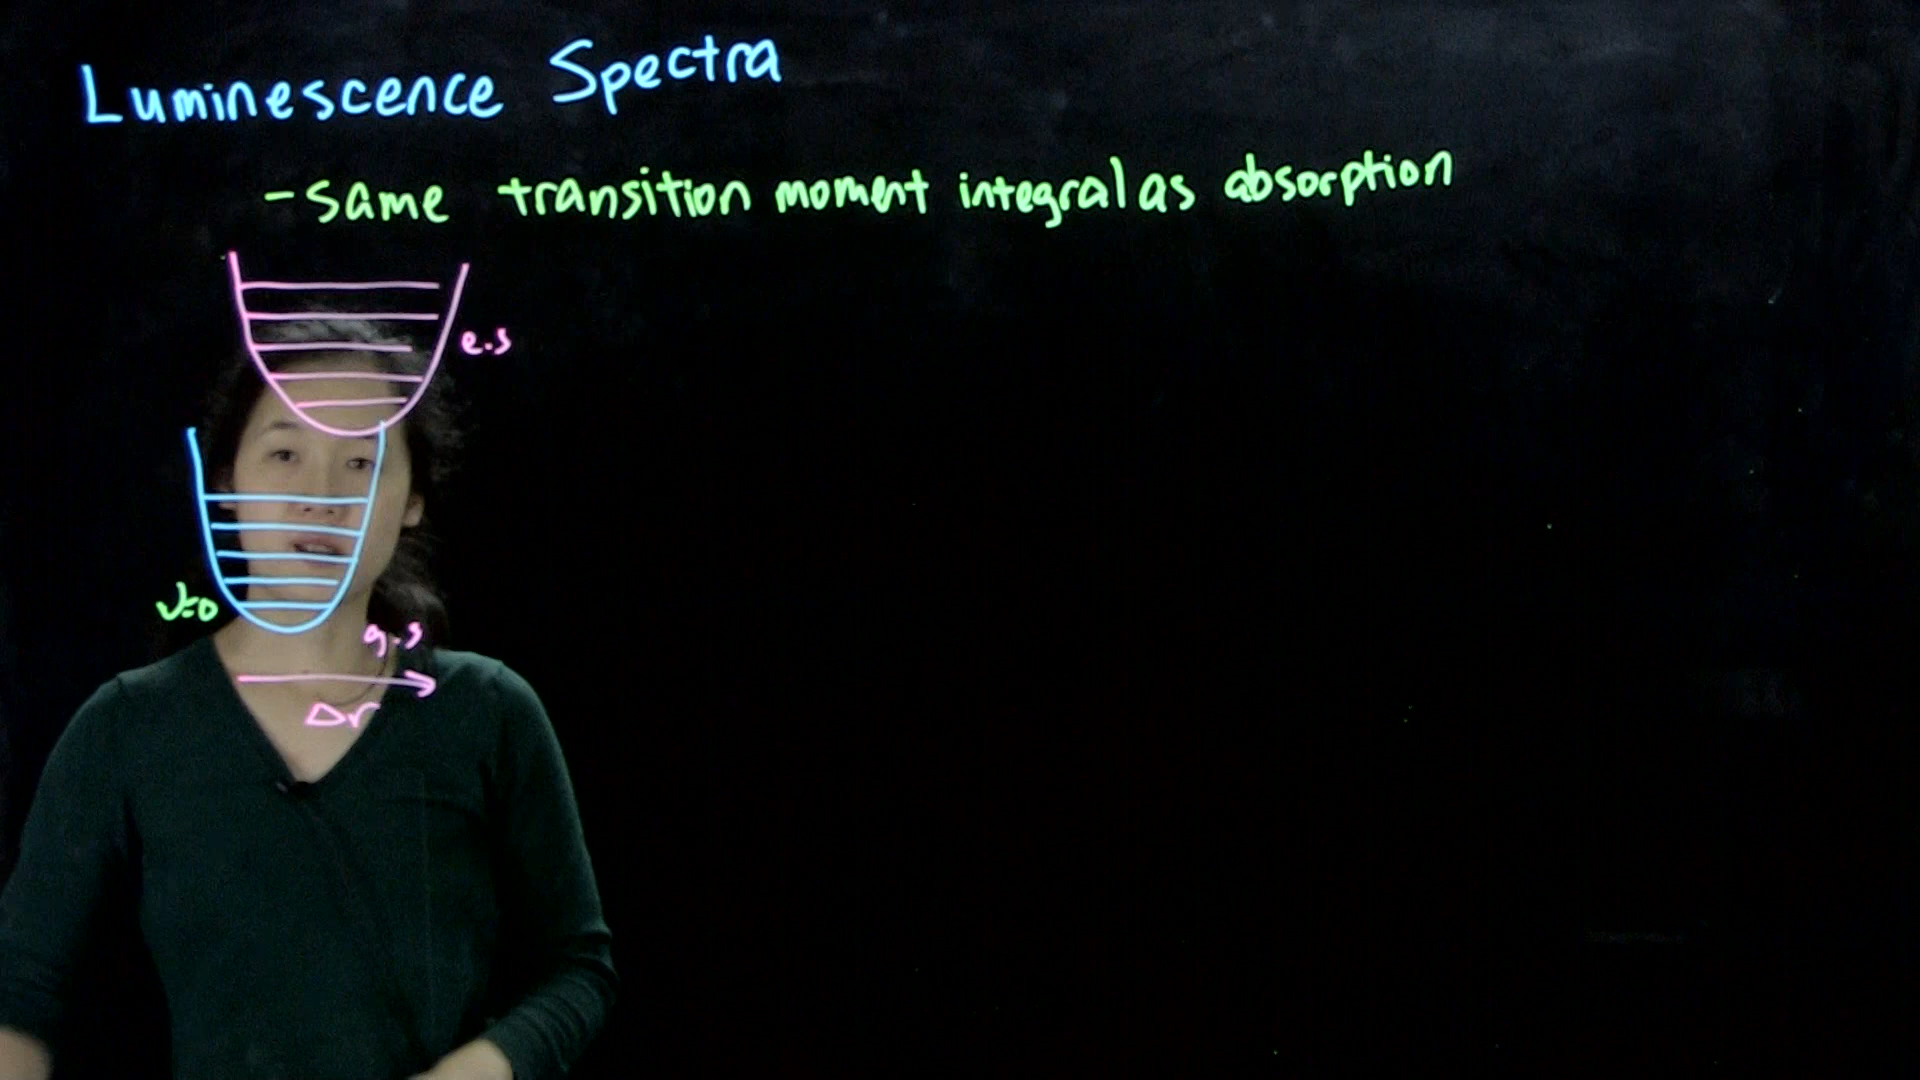 Luminescence Spectra
- same transition moment integral as absorption
e.s
v=0
g.s
Δr